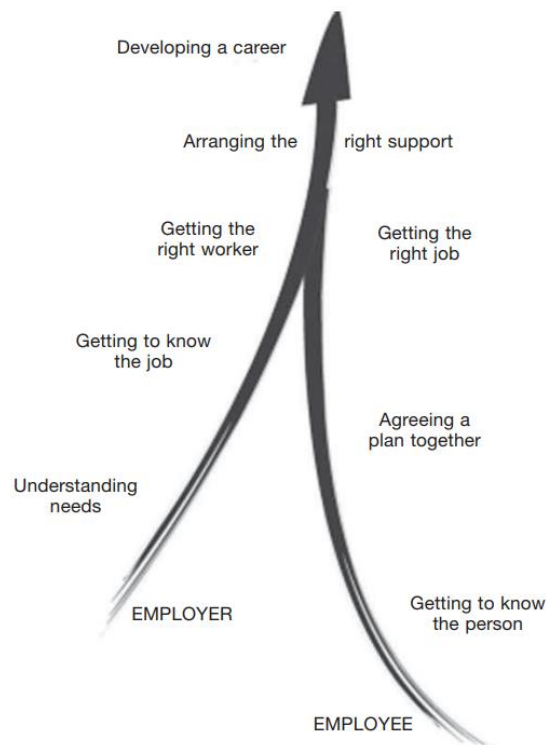 Developing a career
Arranging the right support
Getting the
right worker
Getting the
right job
Getting to know
the job
Agreeing a
plan together
Understanding
needs
Getting to know
the person
EMPLOYER
EMPLOYEE